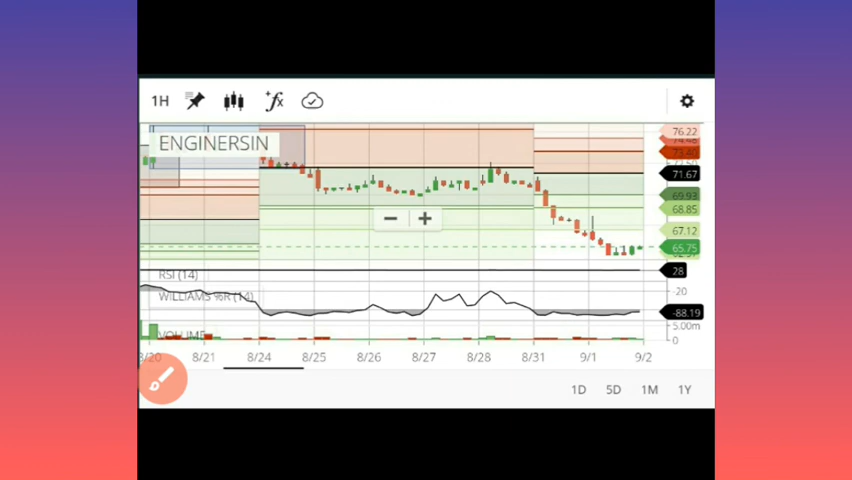 1H
+fx
ENGINERSIN
76.22
71.67
69.93
68.85
67.12
65.75
RSI (14)
28
-20
WILLIAMS %R (14)
-88.19
5.00m
VOLUME
0
8/20 8/21 8/24 8/25 8/26 8/27 8/28 8/31 9/1 9/2
1D 5D 1M 1Y